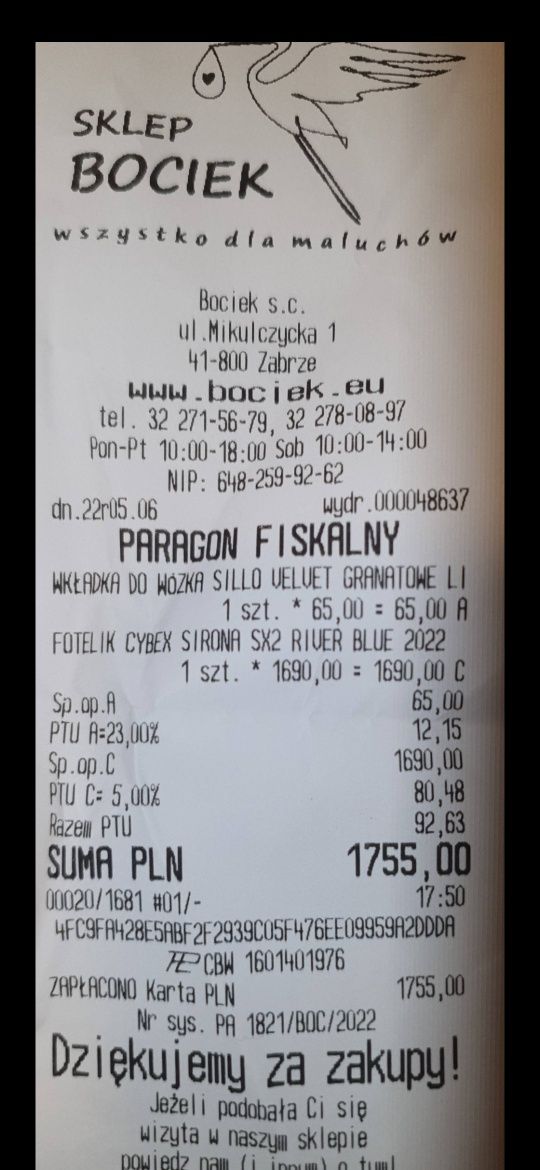 SKLEP
BOCIEK
wszystko dla maluchów
Bociek s.c.
ul.Mikulczycka 1
41-800 Zabrze
www.bociek.eu
tel. 32 271-56-79, 32 278-08-97
Pon-Pt 10:00-18:00 Sob 10:00-14:00
NIP: 648-259-92-62
dn.22r05.06 wydr.000048637
PARAGON FISKALNY
WKŁADKA DO WÓZKA SILLO VELVET GRANATOWE LI
1 szt. * 65,00 = 65,00 A
FOTELIK CYBEX SIRONA SX2 RIVER BLUE 2022
1 szt. * 1690,00 = 1690,00 C
Sp.op.A 65,00
PTU A=23,00% 12,15
Sp.op.C 1690,00
PTU C= 5,00% 80,48
Razem PTU 92,63
SUMA PLN 1755,00
00020/1681 #01/- 17:50
4FC9FA428E5ABF2F2939C05F476EE09959A2DDDA
CBW 1601401976
ZAPŁACONO Karta PLN 1755,00
Nr sys. PA 1821/BOC/2022
Dziękujemy za zakupy!
Jeżeli podobała Ci się
wizyta w naszym sklepie
powiedz nam (i innym) o tym!